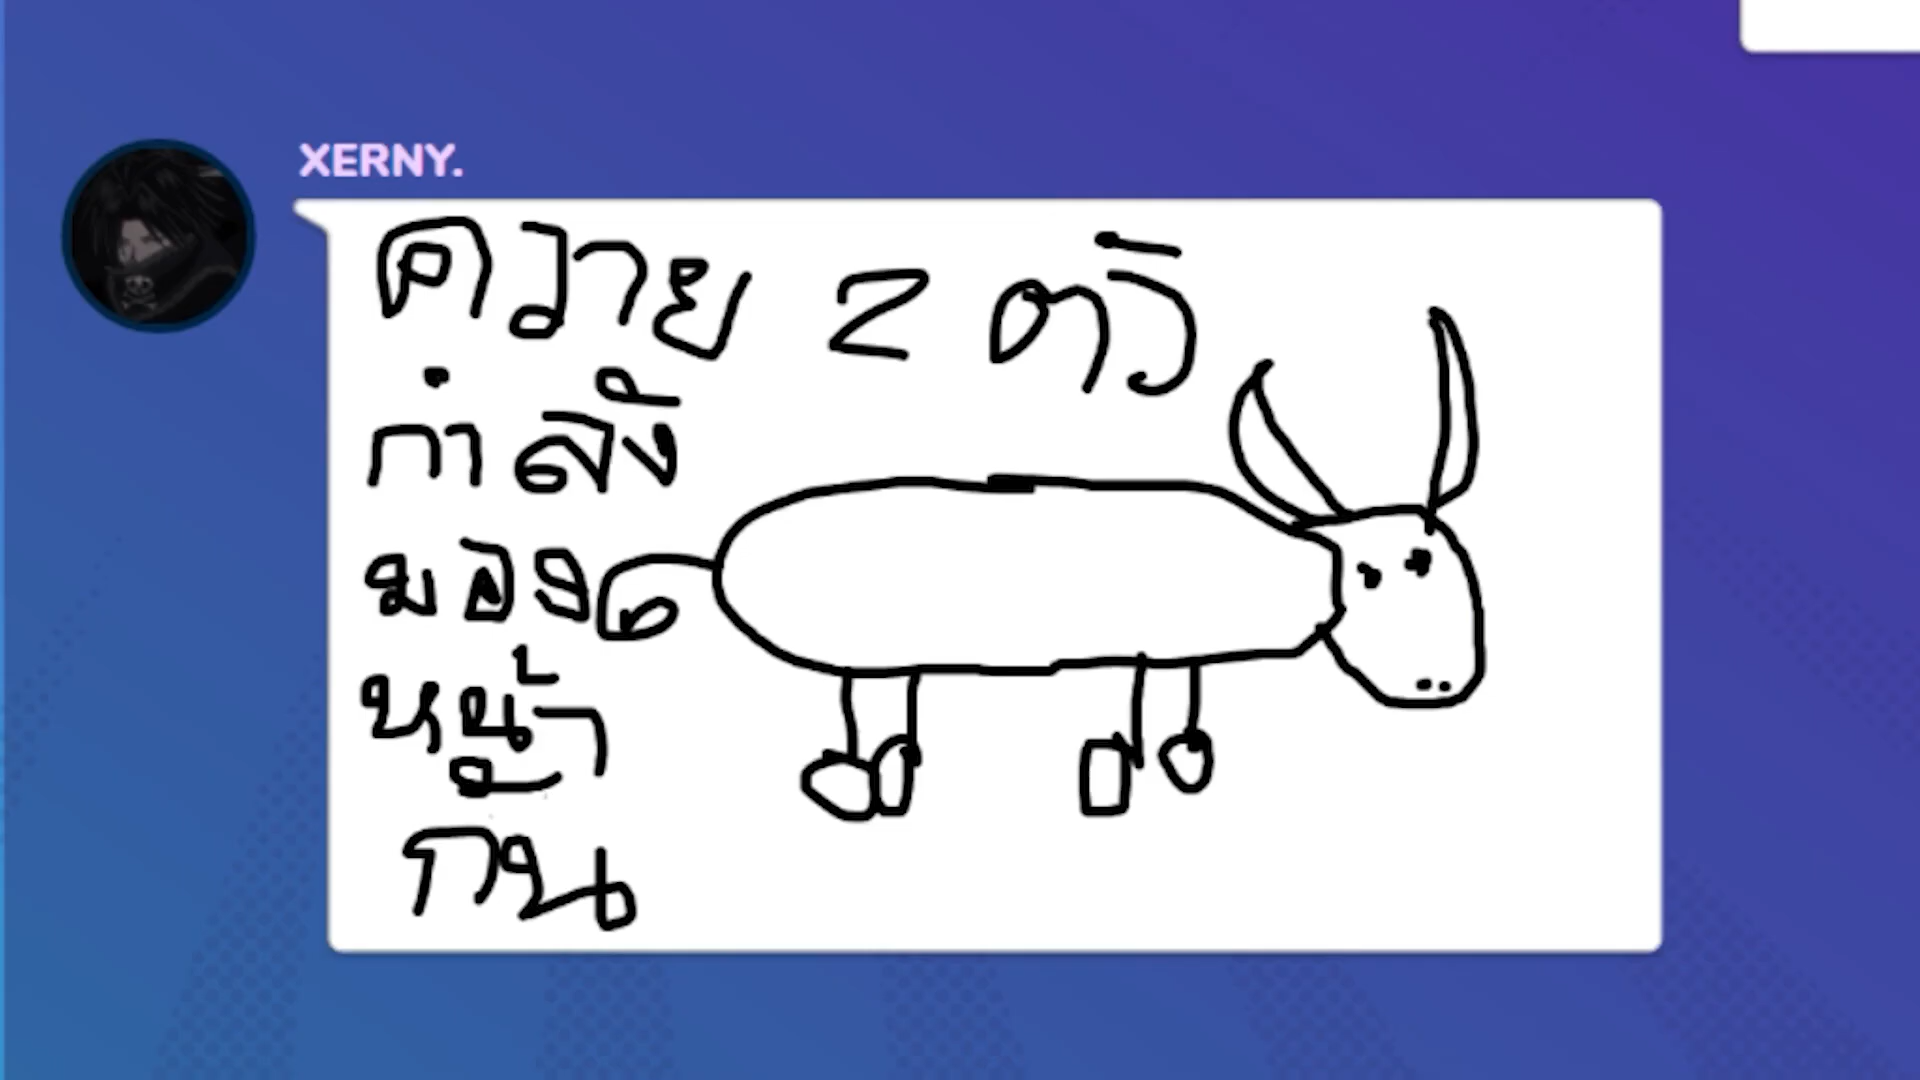 XERNY.
ควาย 2 ตัว
กำลัง
มอง
หน้า
กัน